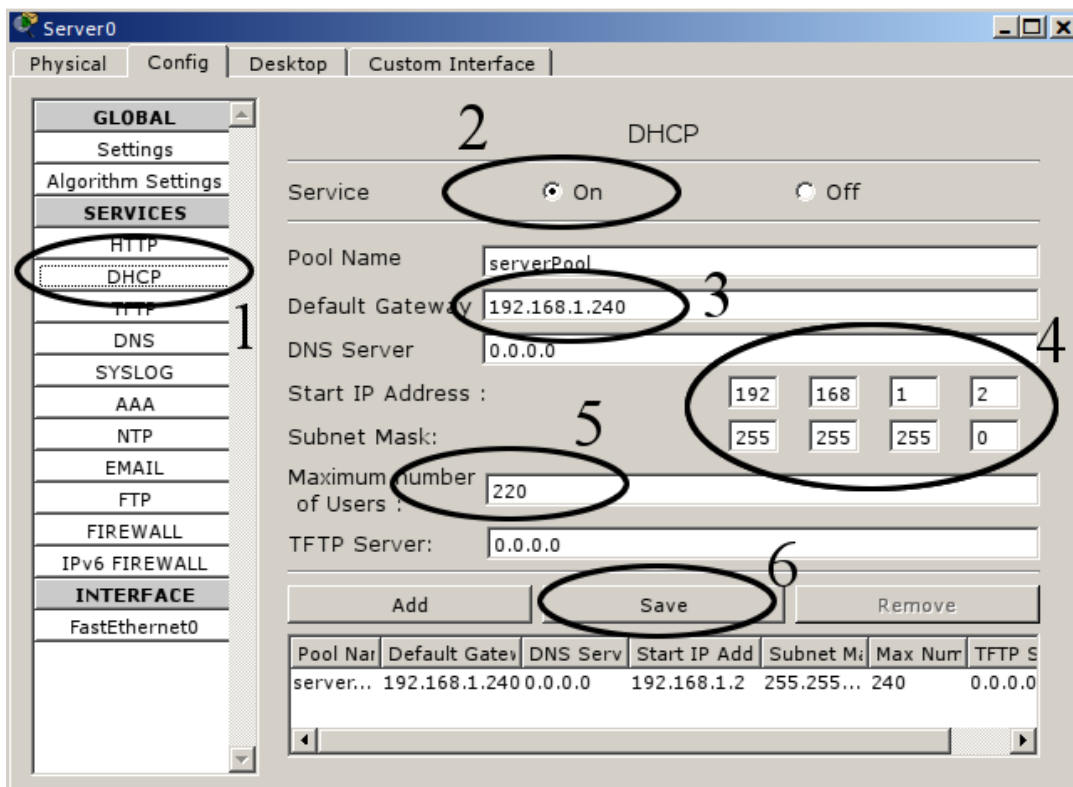 Server0
Physical Config Desktop Custom Interface
GLOBAL
Settings
Algorithm Settings
SERVICES
HTTP
DHCP
TFTP
DNS
SYSLOG
AAA
NTP
EMAIL
FTP
FIREWALL
IPv6 FIREWALL
INTERFACE
FastEthernet0
1
2
DHCP
Service On Off
Pool Name serverPool
Default Gateway 192.168.1.240 3
DNS Server 0.0.0.0
4
Start IP Address : 192 168 1 2
5
Subnet Mask: 255 255 255 0
Maximum number
of Users : 220
TFTP Server: 0.0.0.0
6
Add Save Remove
Pool Nar Default Gatew DNS Serv Start IP Add Subnet Ma Max Num TFTP S
server... 192.168.1.240 0.0.0.0 192.168.1.2 255.255... 240 0.0.0.0